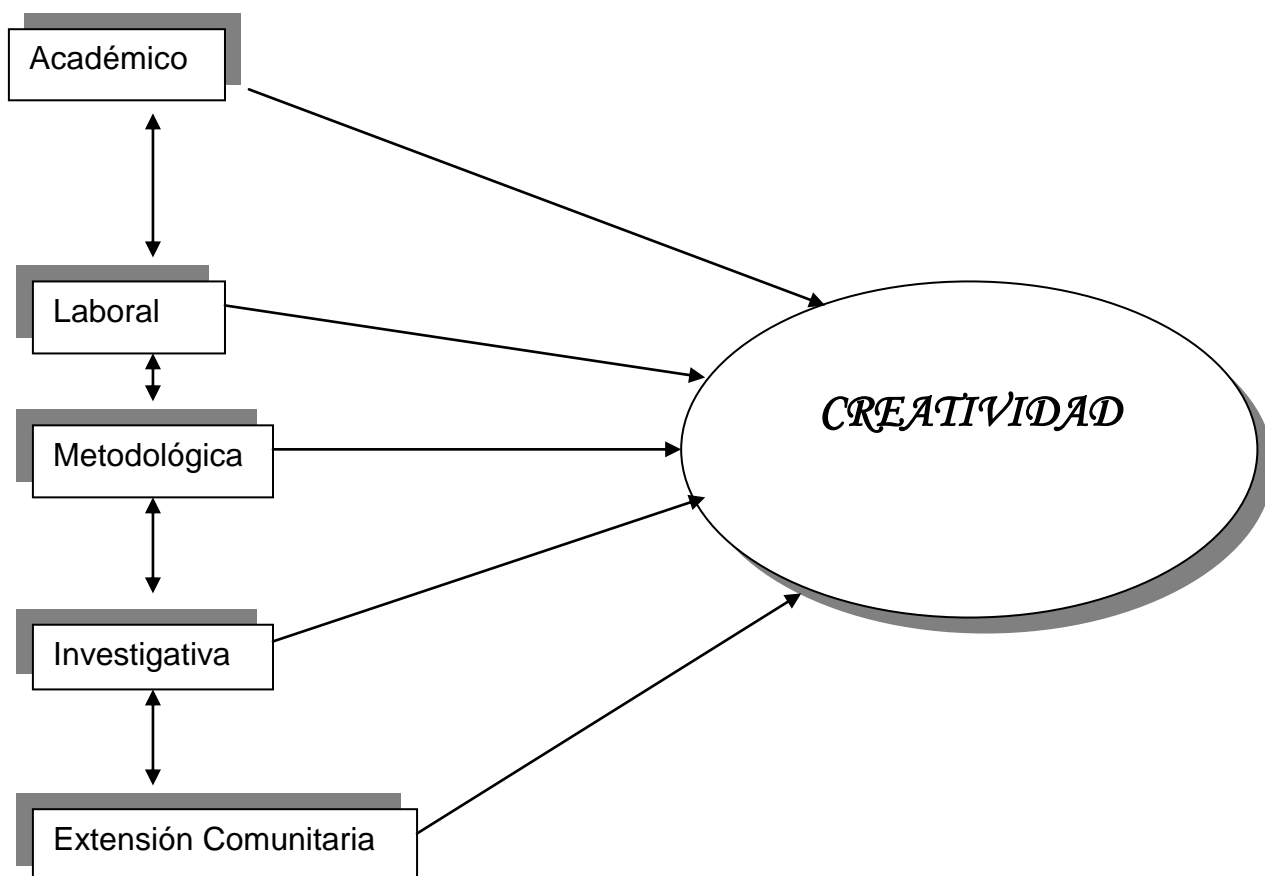 Académico
Laboral
CREATIVIDAD
Metodológica
Investigativa
Extensión Comunitaria